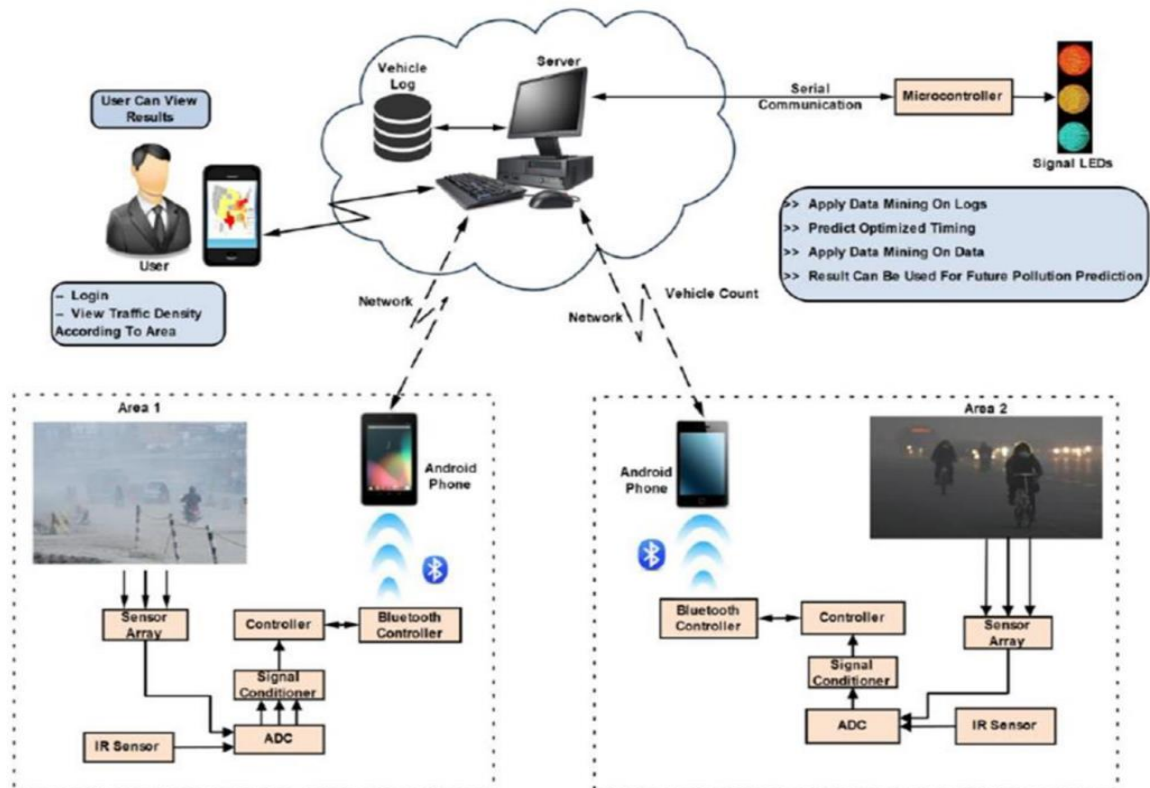 Vehicle
Log
Server
Serial
Communication
Microcontroller
Signal LEDs
User Can View
Results
User
-- Login
-- View Traffic Density
According To Area
>> Apply Data Mining On Logs
>> Predict Optimized Timing
>> Apply Data Mining On Data
>> Result Can Be Used For Future Pollution Prediction
Network
Network
Vehicle Count
Area 1
Android
Phone
Sensor
Array
Controller
Bluetooth
Controller
Signal
Conditioner
IR Sensor
ADC
Area 2
Android
Phone
Bluetooth
Controller
Controller
Sensor
Array
Signal
Conditioner
ADC
IR Sensor